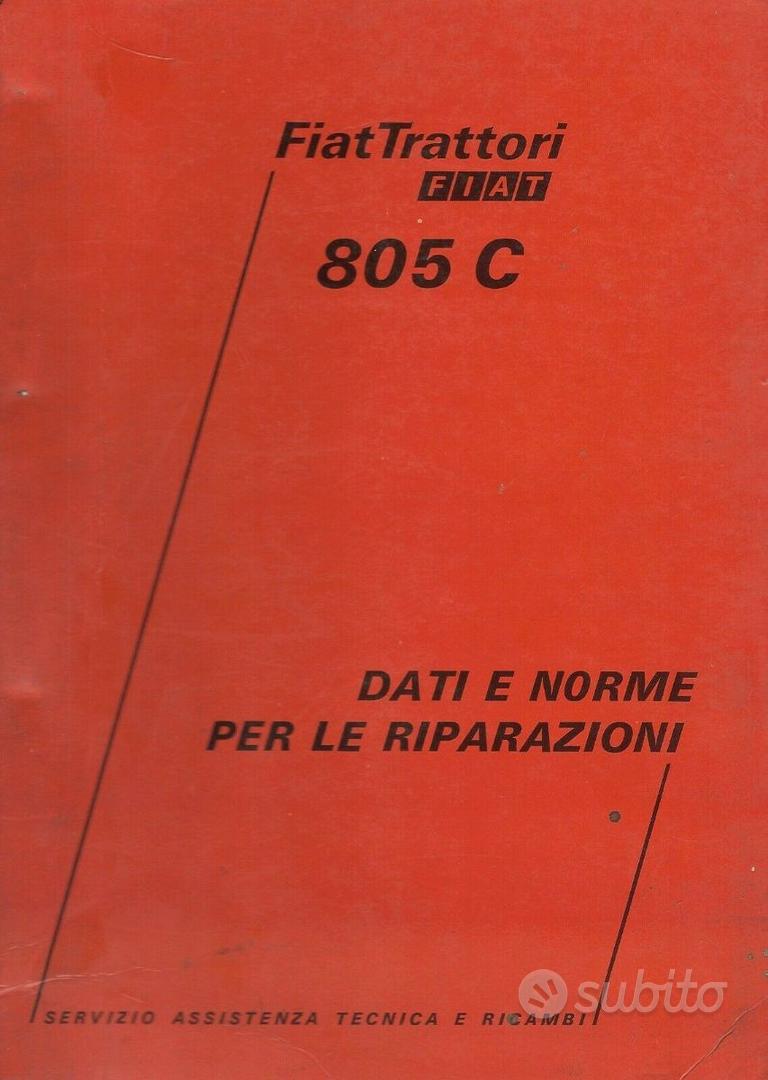 FiatTrattori
FIAT
805 C
DATI E NORME
PER LE RIPARAZIONI
SERVIZIO ASSISTENZA TECNICA E RICAMBI
subito